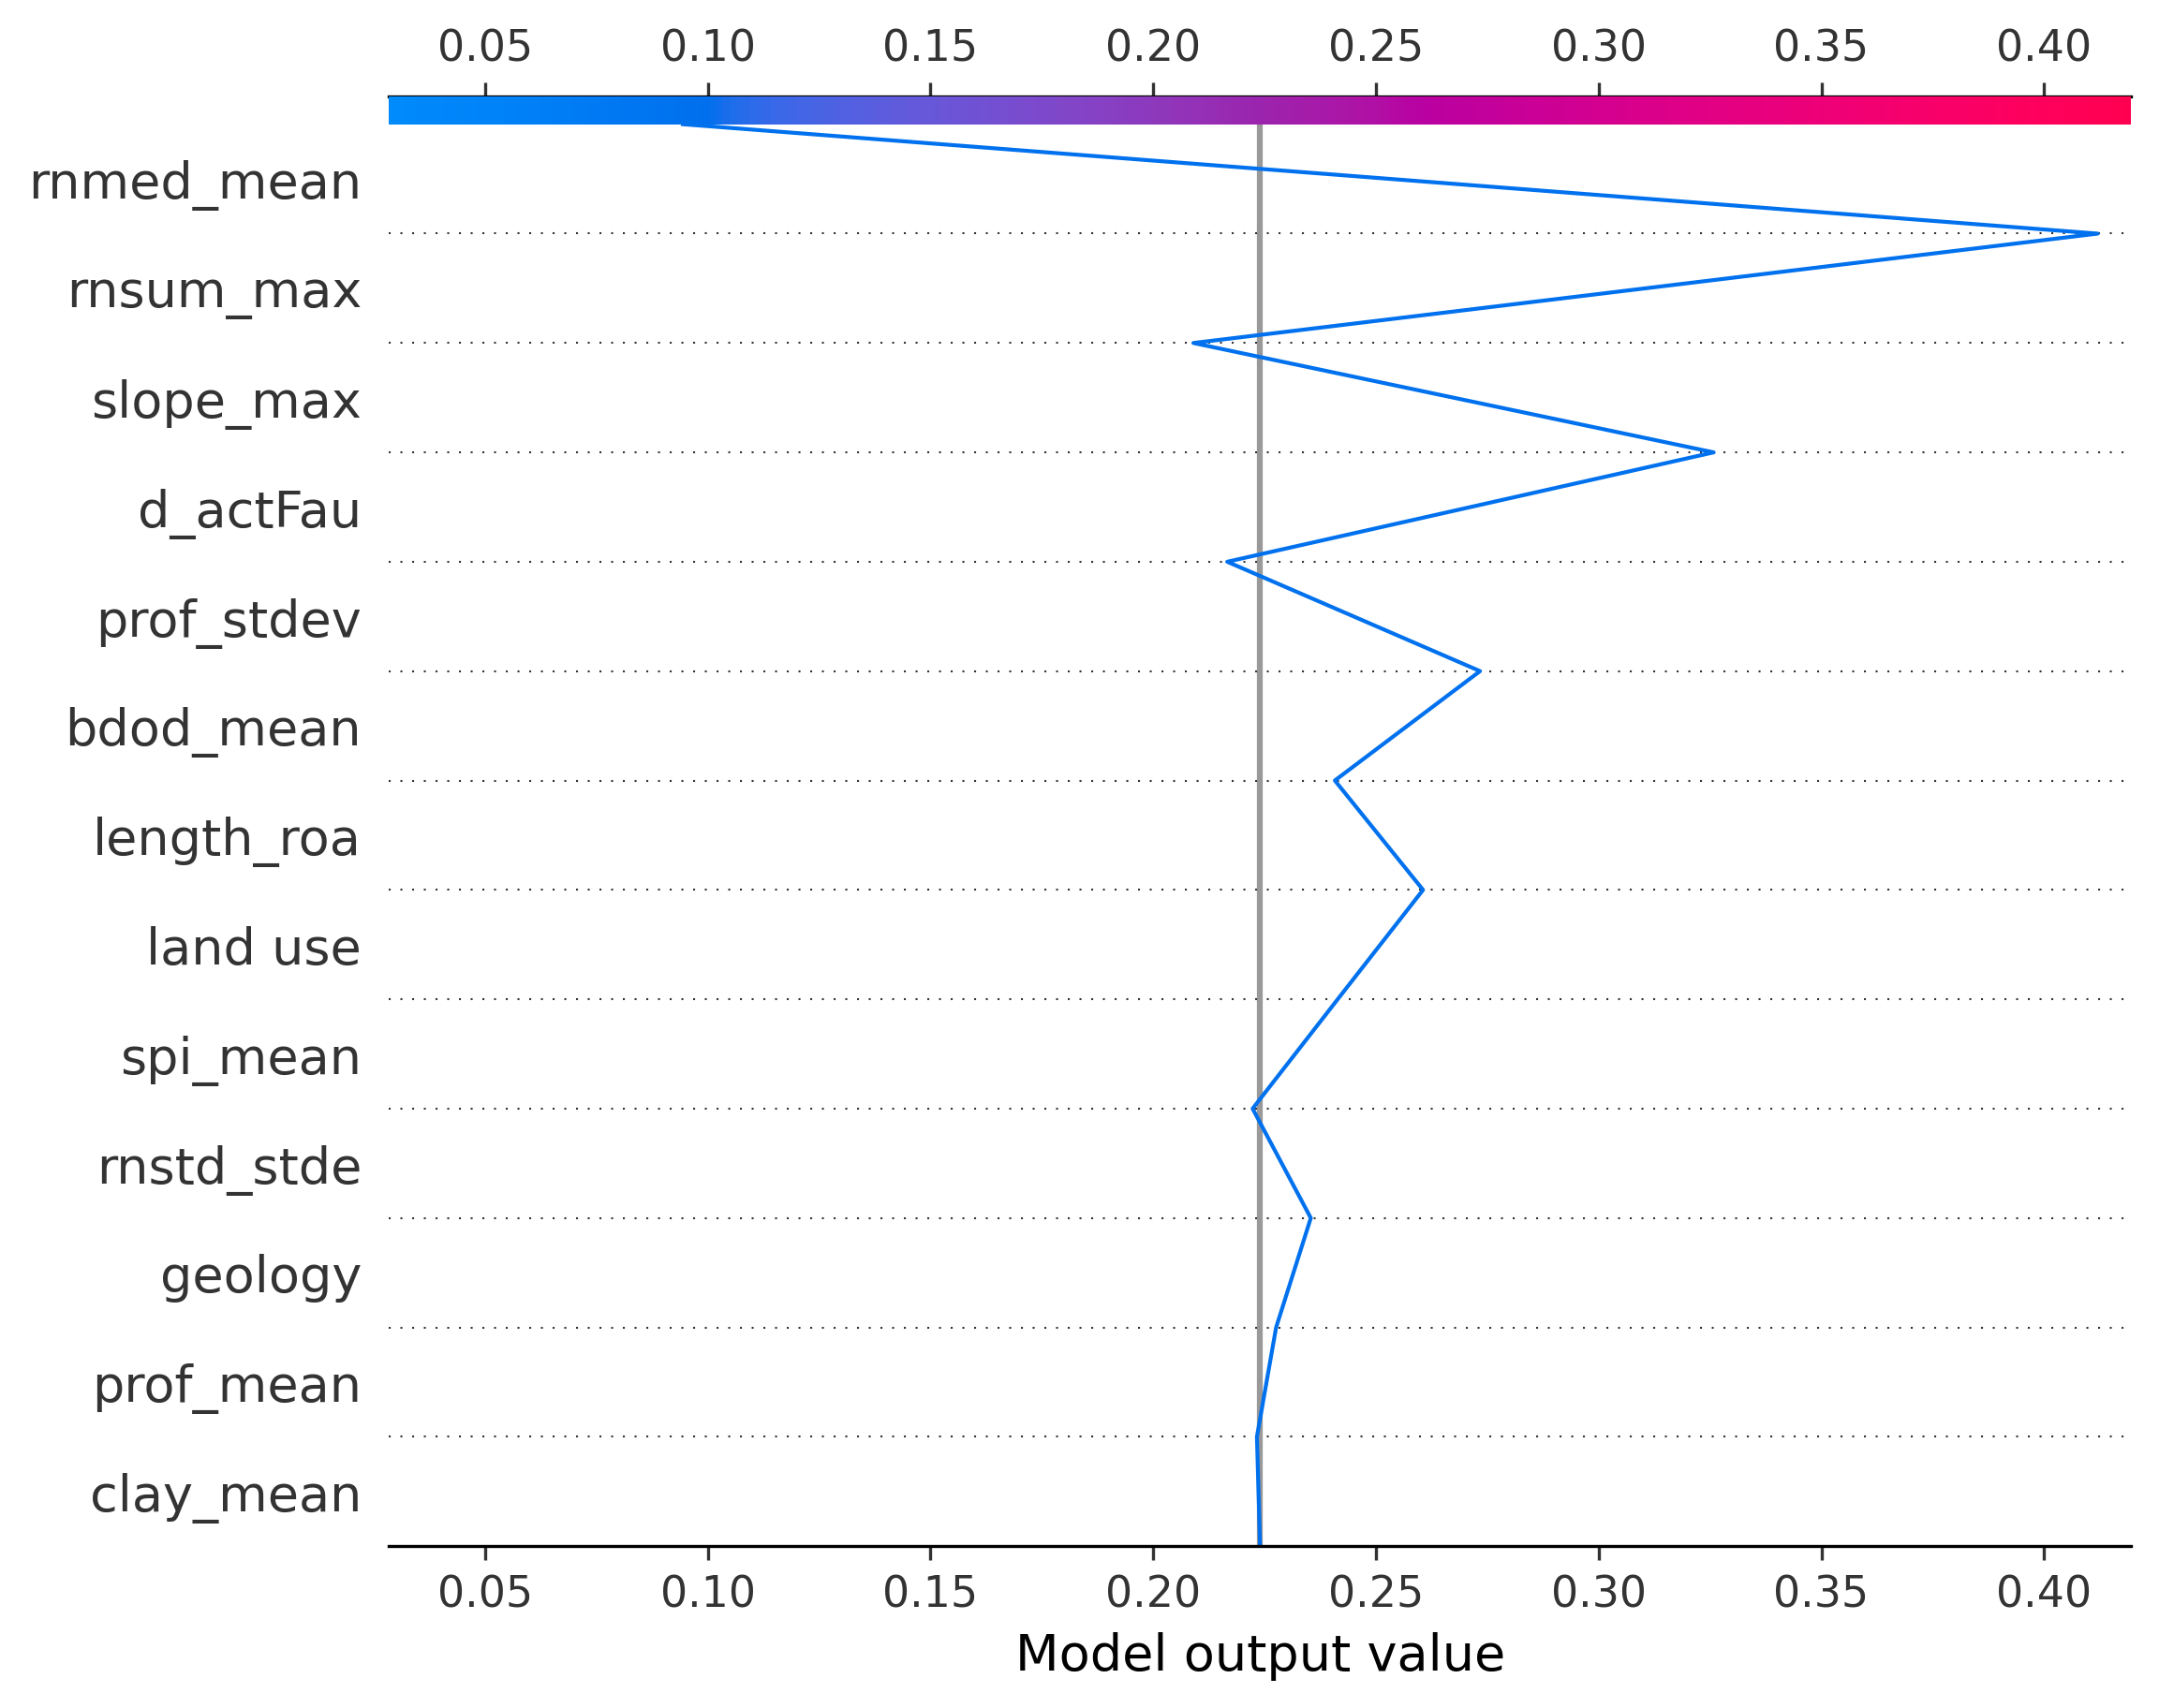 0.05 0.10 0.15 0.20 0.25 0.30 0.35 0.40
rnmed_mean
rnsum_max
slope_max
d_actFau
prof_stdev
bdod_mean
length_roa
land use
spi_mean
rnstd_stde
geology
prof_mean
clay_mean
0.05 0.10 0.15 0.20 0.25 0.30 0.35 0.40
Model output value